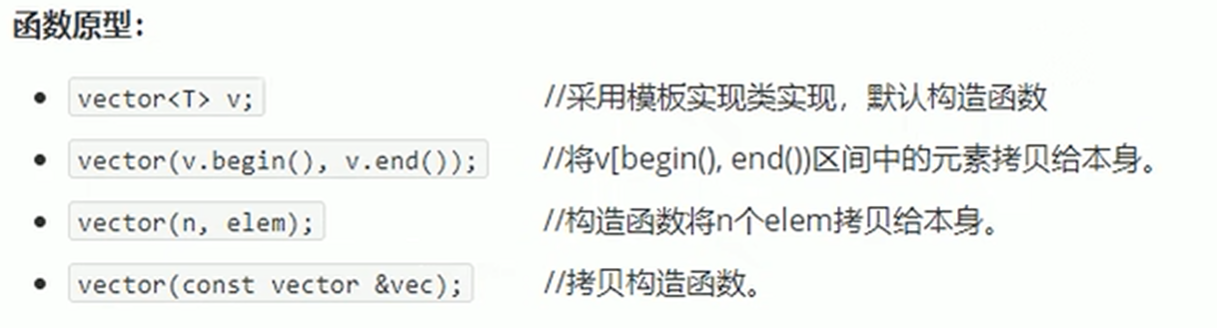 函数原型：
vector<T> v; //采用模板实现类实现，默认构造函数
vector(v.begin(), v.end()); //将v[begin(), end())区间中的元素拷贝给本身。
vector(n, elem); //构造函数将n个elem拷贝给本身。
vector(const vector &vec); //拷贝构造函数。